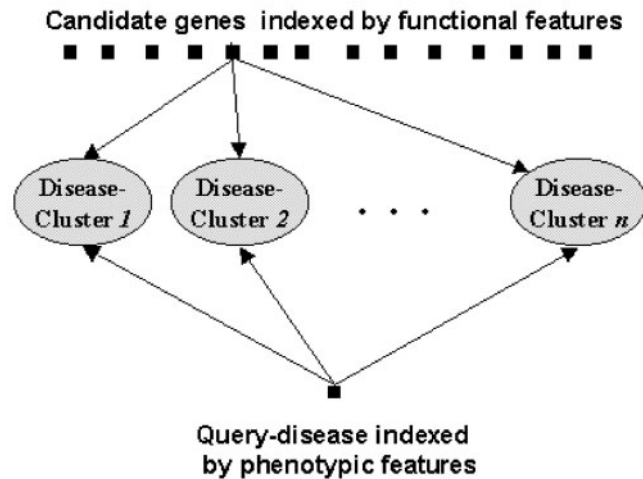 Candidate genes indexed by functional features
Disease-
Cluster 1
Disease-
Cluster 2
. . .
Disease-
Cluster n
Query-disease indexed
by phenotypic features